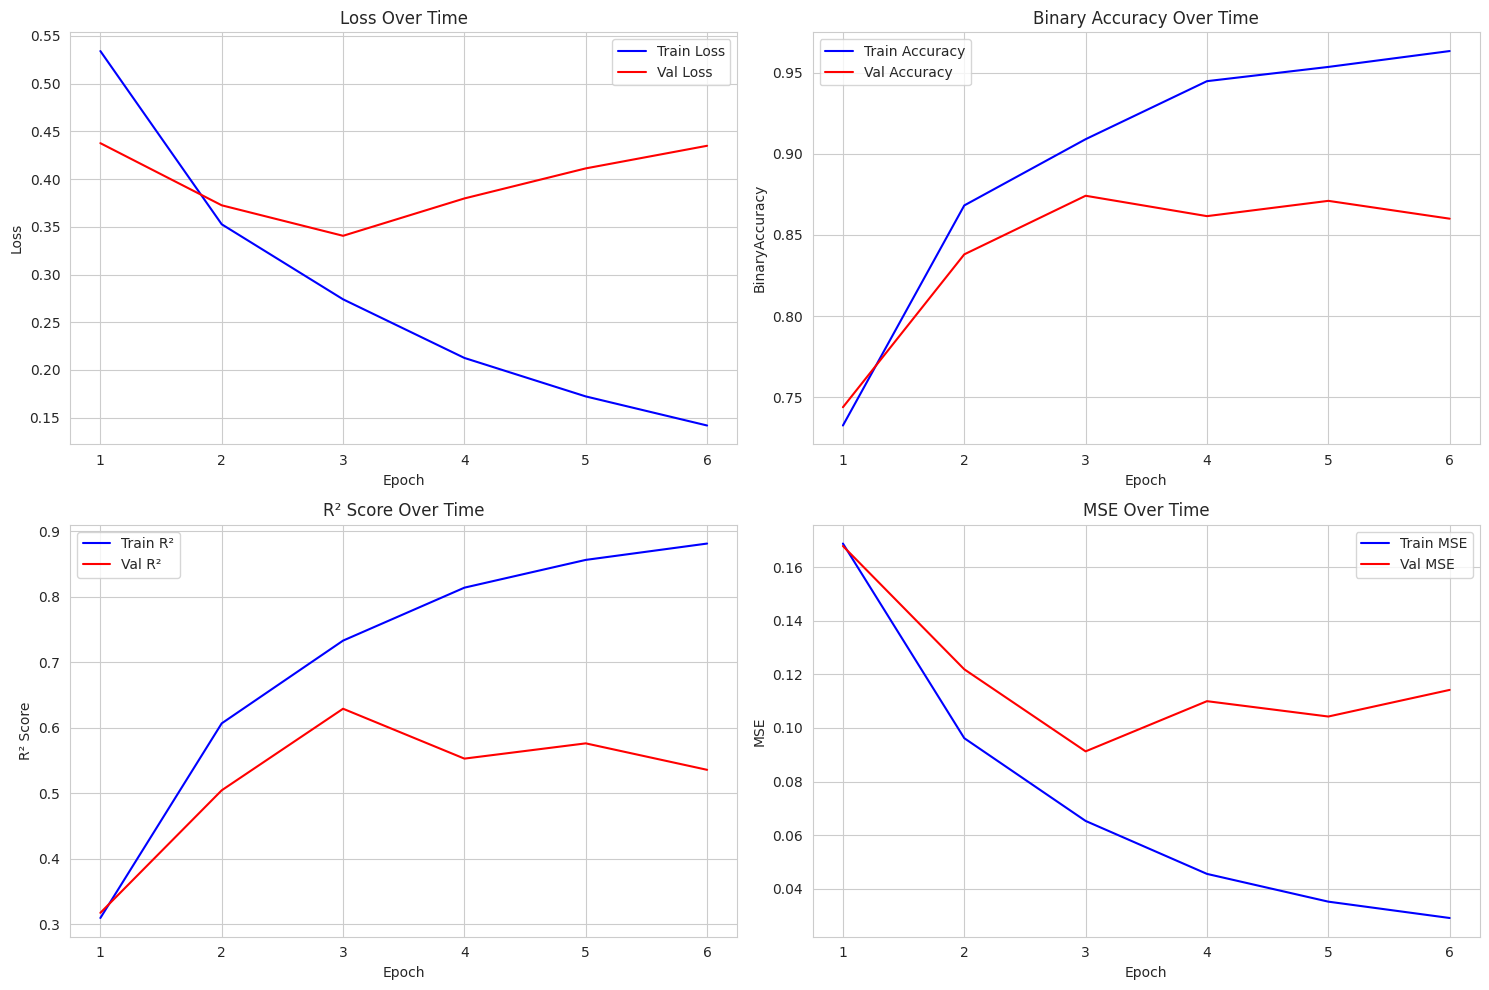 Loss Over Time
Train Loss
Val Loss
Loss
0.55
0.50
0.45
0.40
0.35
0.30
0.25
0.20
0.15
1 2 3 4 5 6
Epoch
Binary Accuracy Over Time
Train Accuracy
Val Accuracy
BinaryAccuracy
0.95
0.90
0.85
0.80
0.75
1 2 3 4 5 6
Epoch
R² Score Over Time
Train R²
Val R²
R² Score
0.9
0.8
0.7
0.6
0.5
0.4
0.3
1 2 3 4 5 6
Epoch
MSE Over Time
Train MSE
Val MSE
MSE
0.16
0.14
0.12
0.10
0.08
0.06
0.04
1 2 3 4 5 6
Epoch